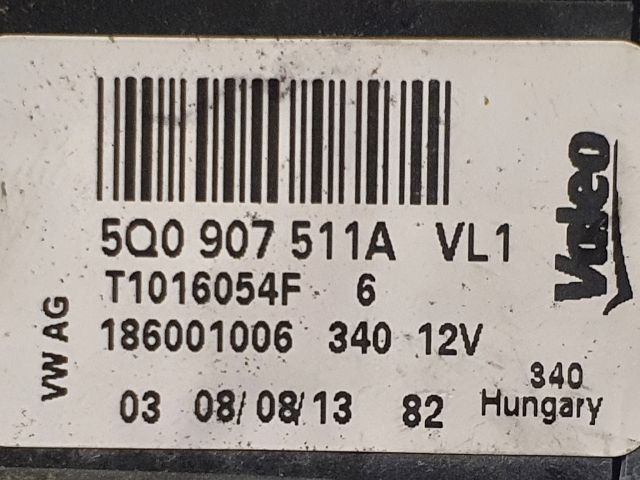 5Q0 907 511A VL1
T1016054F 6
186001006 340 12V
03 08/08/13 82
340
Hungary
VW AG
Valeo